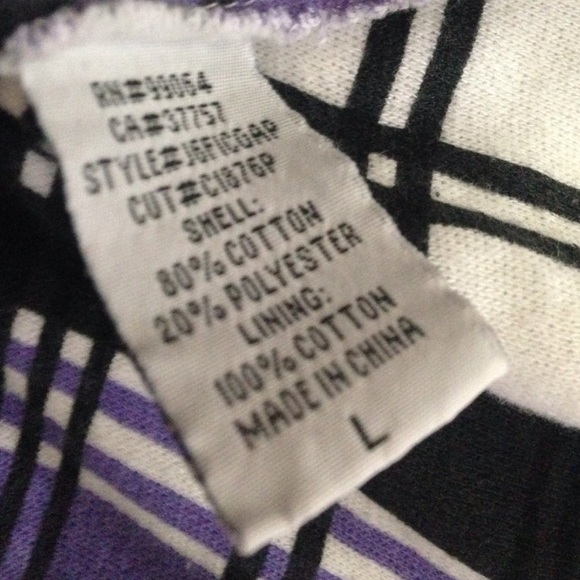 RN#99064
CA#37757
STYLE#J6FICGAP
CUT#C1876P
SHELL:
80% COTTON
20% POLYESTER
LINING:
100% COTTON
MADE IN CHINA
L